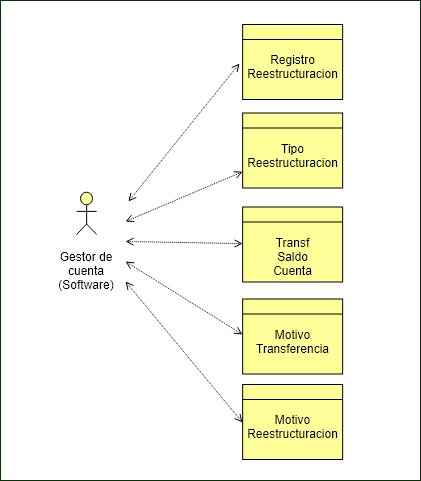 Registro
Reestructuracion
Tipo
Reestructuracion
Transf
Saldo
Cuenta
Gestor de
cuenta
(Software)
Motivo
Transferencia
Motivo
Reestructuracion